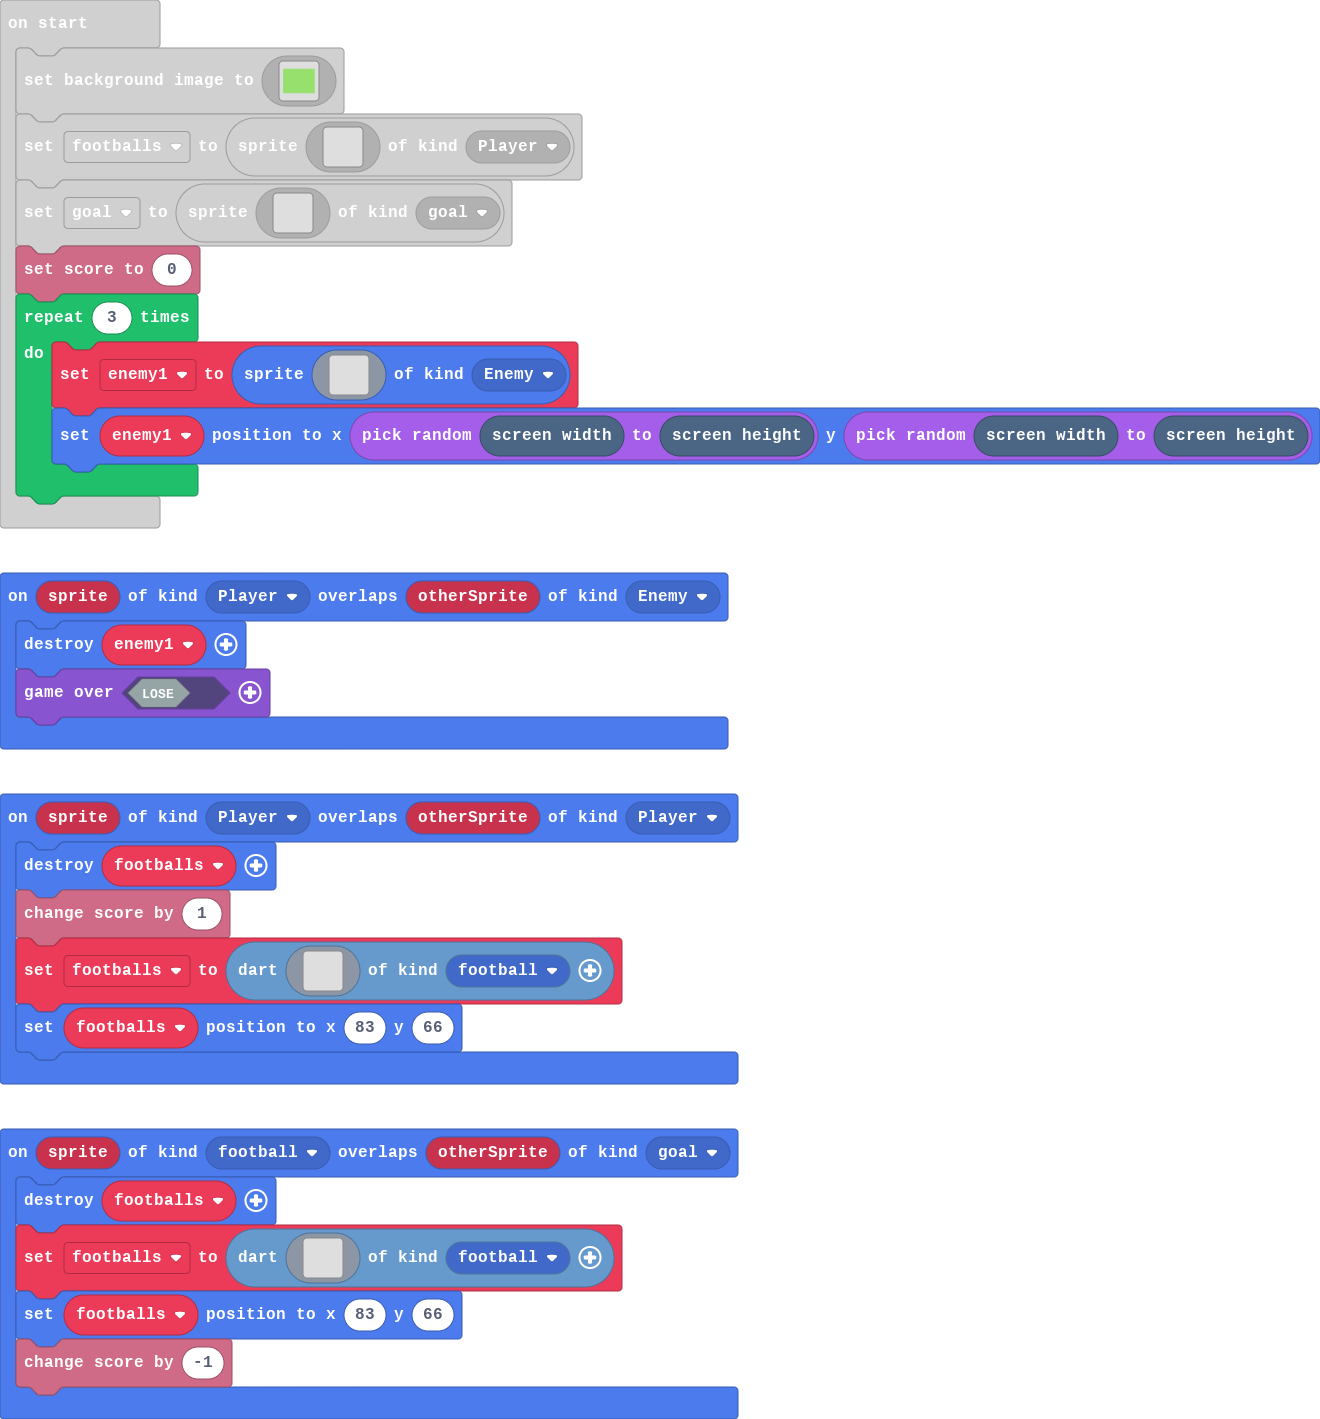 on start
set background image to
set footballs to sprite of kind Player
set goal to sprite of kind goal
set score to 0
repeat 3 times
do
set enemy1 to sprite of kind Enemy
set enemy1 position to x pick random screen width to screen height y pick random screen width to screen height
on sprite of kind Player overlaps otherSprite of kind Enemy
destroy enemy1
game over LOSE
on sprite of kind Player overlaps otherSprite of kind Player
destroy footballs
change score by 1
set footballs to dart of kind football
set footballs position to x 83 y 66
on sprite of kind football overlaps otherSprite of kind goal
destroy footballs
set footballs to dart of kind football
set footballs position to x 83 y 66
change score by -1